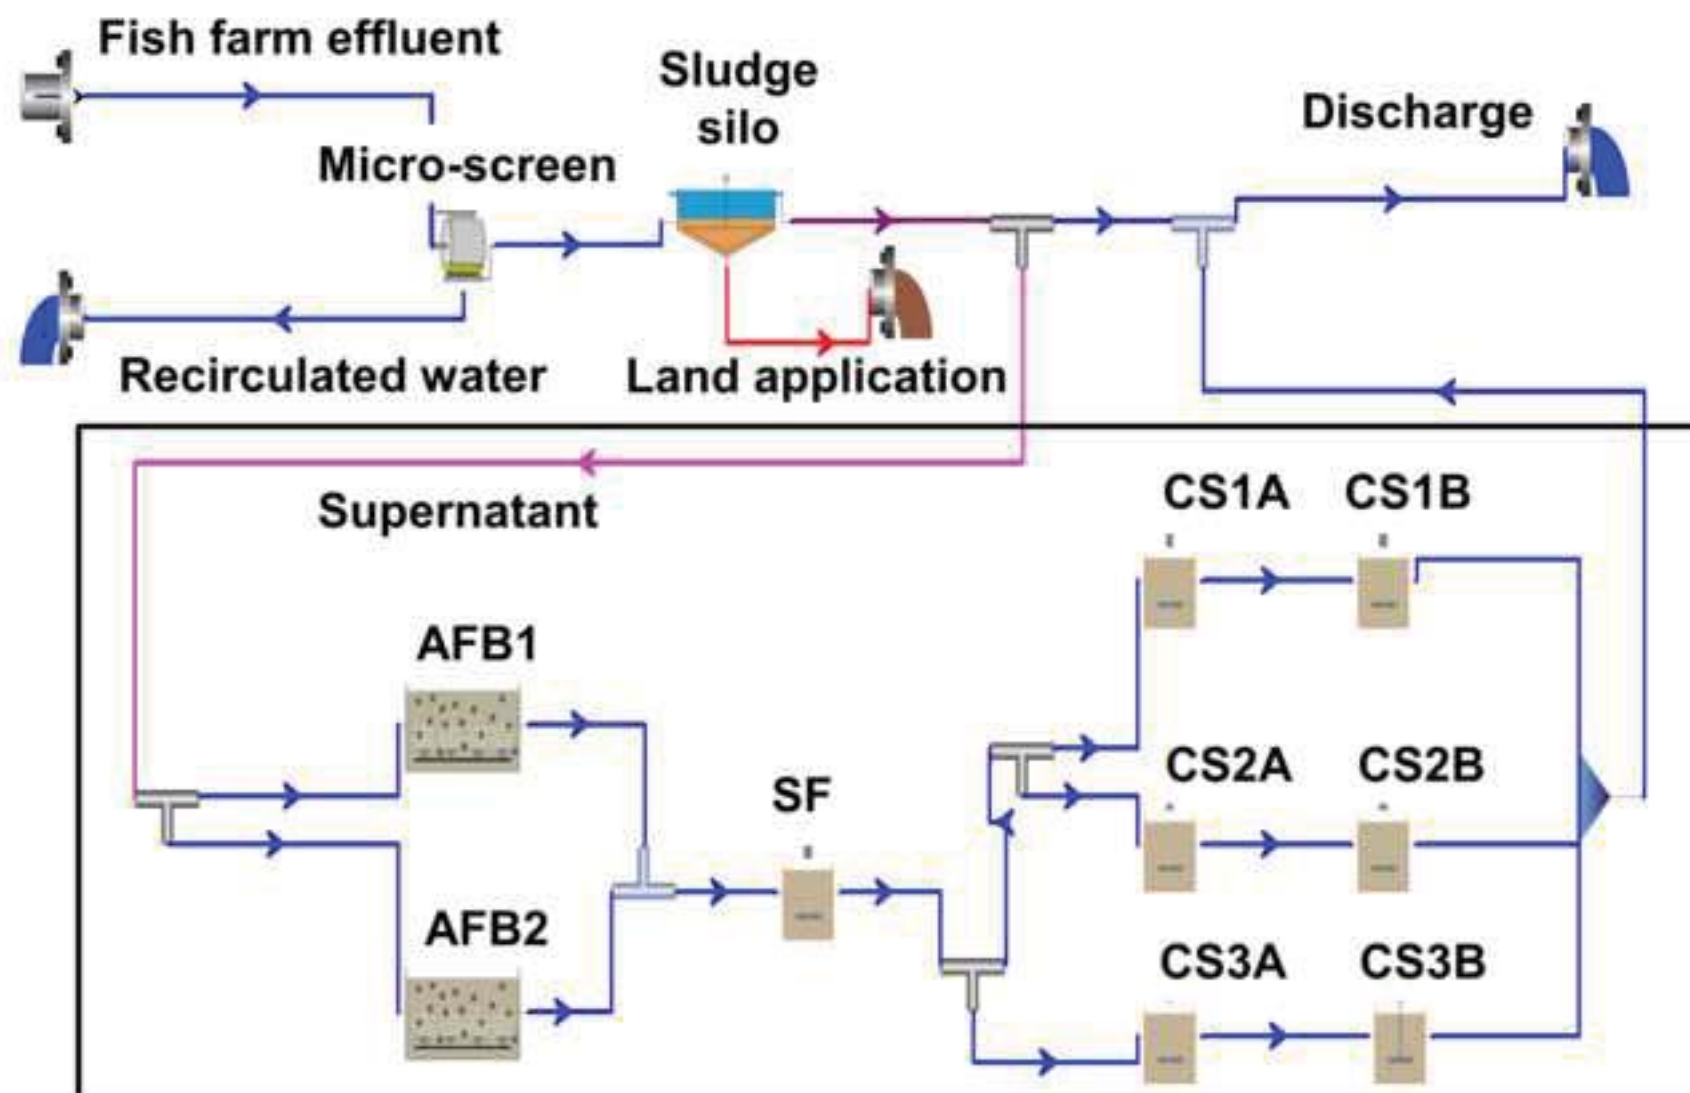 Fish farm effluent
Sludge
silo
Discharge
Micro-screen
Recirculated water
Land application
Supernatant
CS1A
CS1B
AFB1
CS2A
CS2B
SF
AFB2
CS3A
CS3B